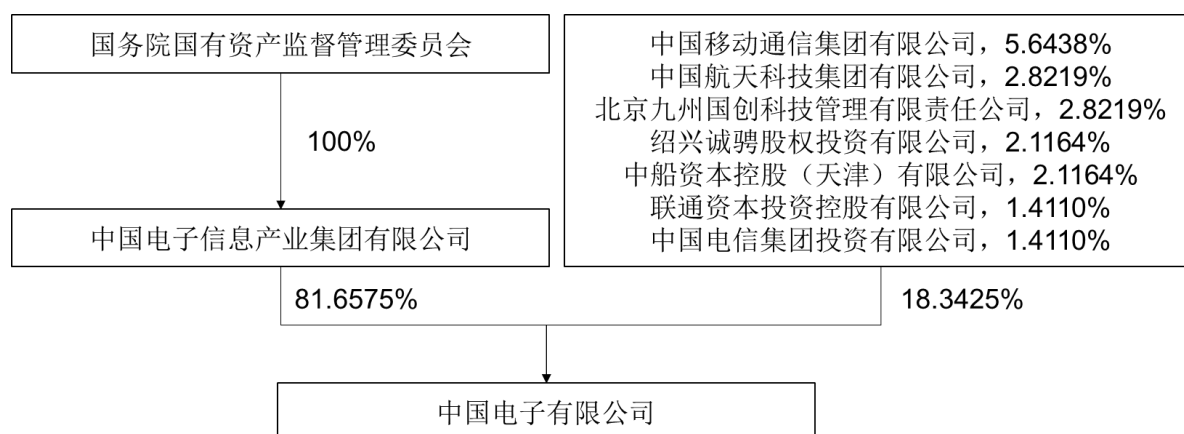 国务院国有资产监督管理委员会
100%
中国电子信息产业集团有限公司
81.6575%
中国移动通信集团有限公司，5.6438%
中国航天科技集团有限公司，2.8219%
北京九州国创科技管理有限责任公司，2.8219%
绍兴诚骋股权投资有限公司，2.1164%
中船资本控股（天津）有限公司，2.1164%
联通资本投资控股有限公司，1.4110%
中国电信集团投资有限公司，1.4110%
18.3425%
中国电子有限公司